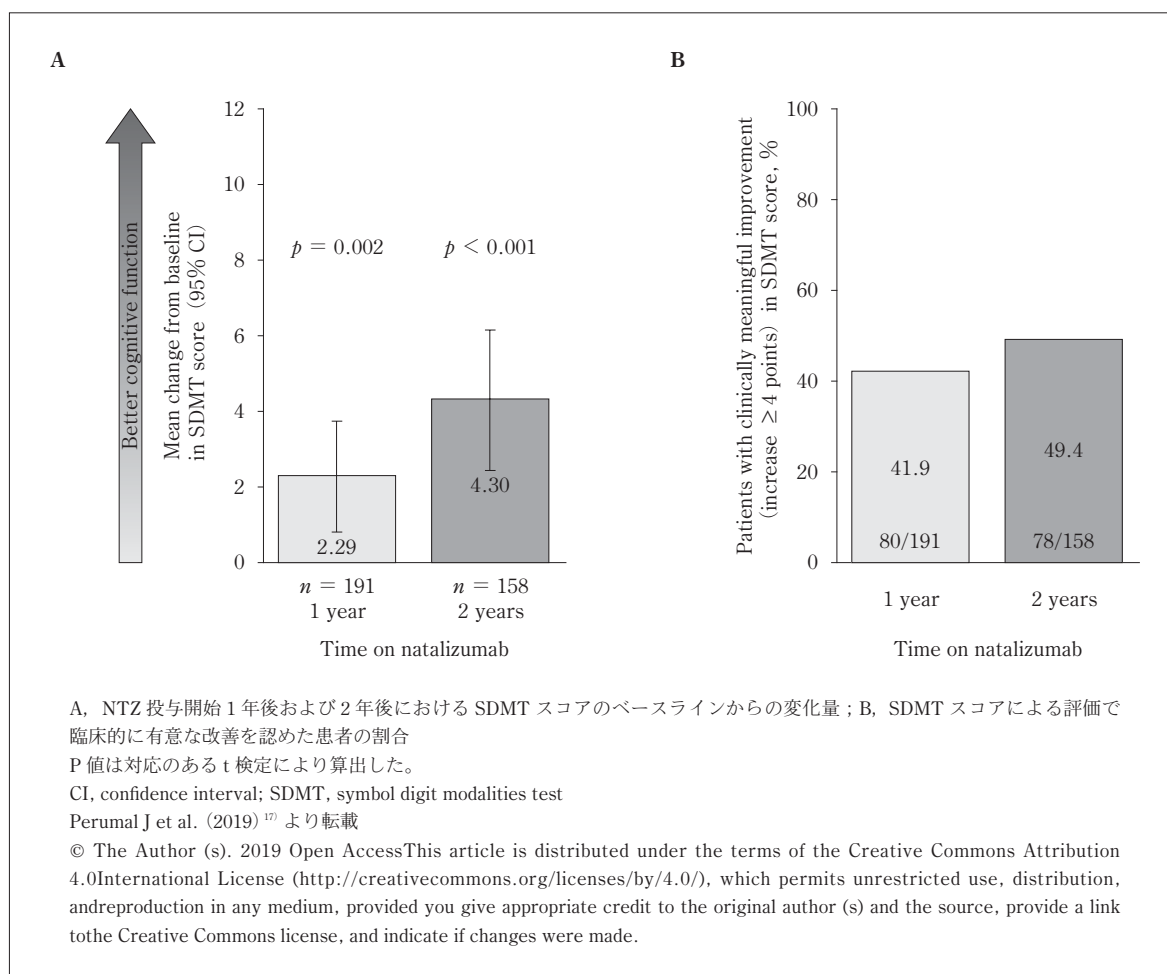 A
Better cognitive function
Mean change from baseline
in SDMT score (95% CI)
12
10
8
6
4
2
0
p = 0.002
p < 0.001
2.29
4.30
n = 191
n = 158
1 year
2 years
Time on natalizumab
B
Patients with clinically meaningful improvement
(increase ≥ 4 points) in SDMT score, %
100
80
60
40
20
0
41.9
49.4
80/191
78/158
1 year
2 years
Time on natalizumab
A, NTZ 投与開始 1 年後および 2 年後における SDMT スコアのベースラインからの変化量 ; B, SDMT スコアによる評価で
臨床的に有意な改善を認めた患者の割合
P 値は対応のある t 検定により算出した。
CI, confidence interval; SDMT, symbol digit modalities test
Perumal J et al. (2019) 17) より転載
© The Author (s). 2019 Open AccessThis article is distributed under the terms of the Creative Commons Attribution
4.0International License (http://creativecommons.org/licenses/by/4.0/), which permits unrestricted use, distribution,
andreproduction in any medium, provided you give appropriate credit to the original author (s) and the source, provide a link
tothe Creative Commons license, and indicate if changes were made.